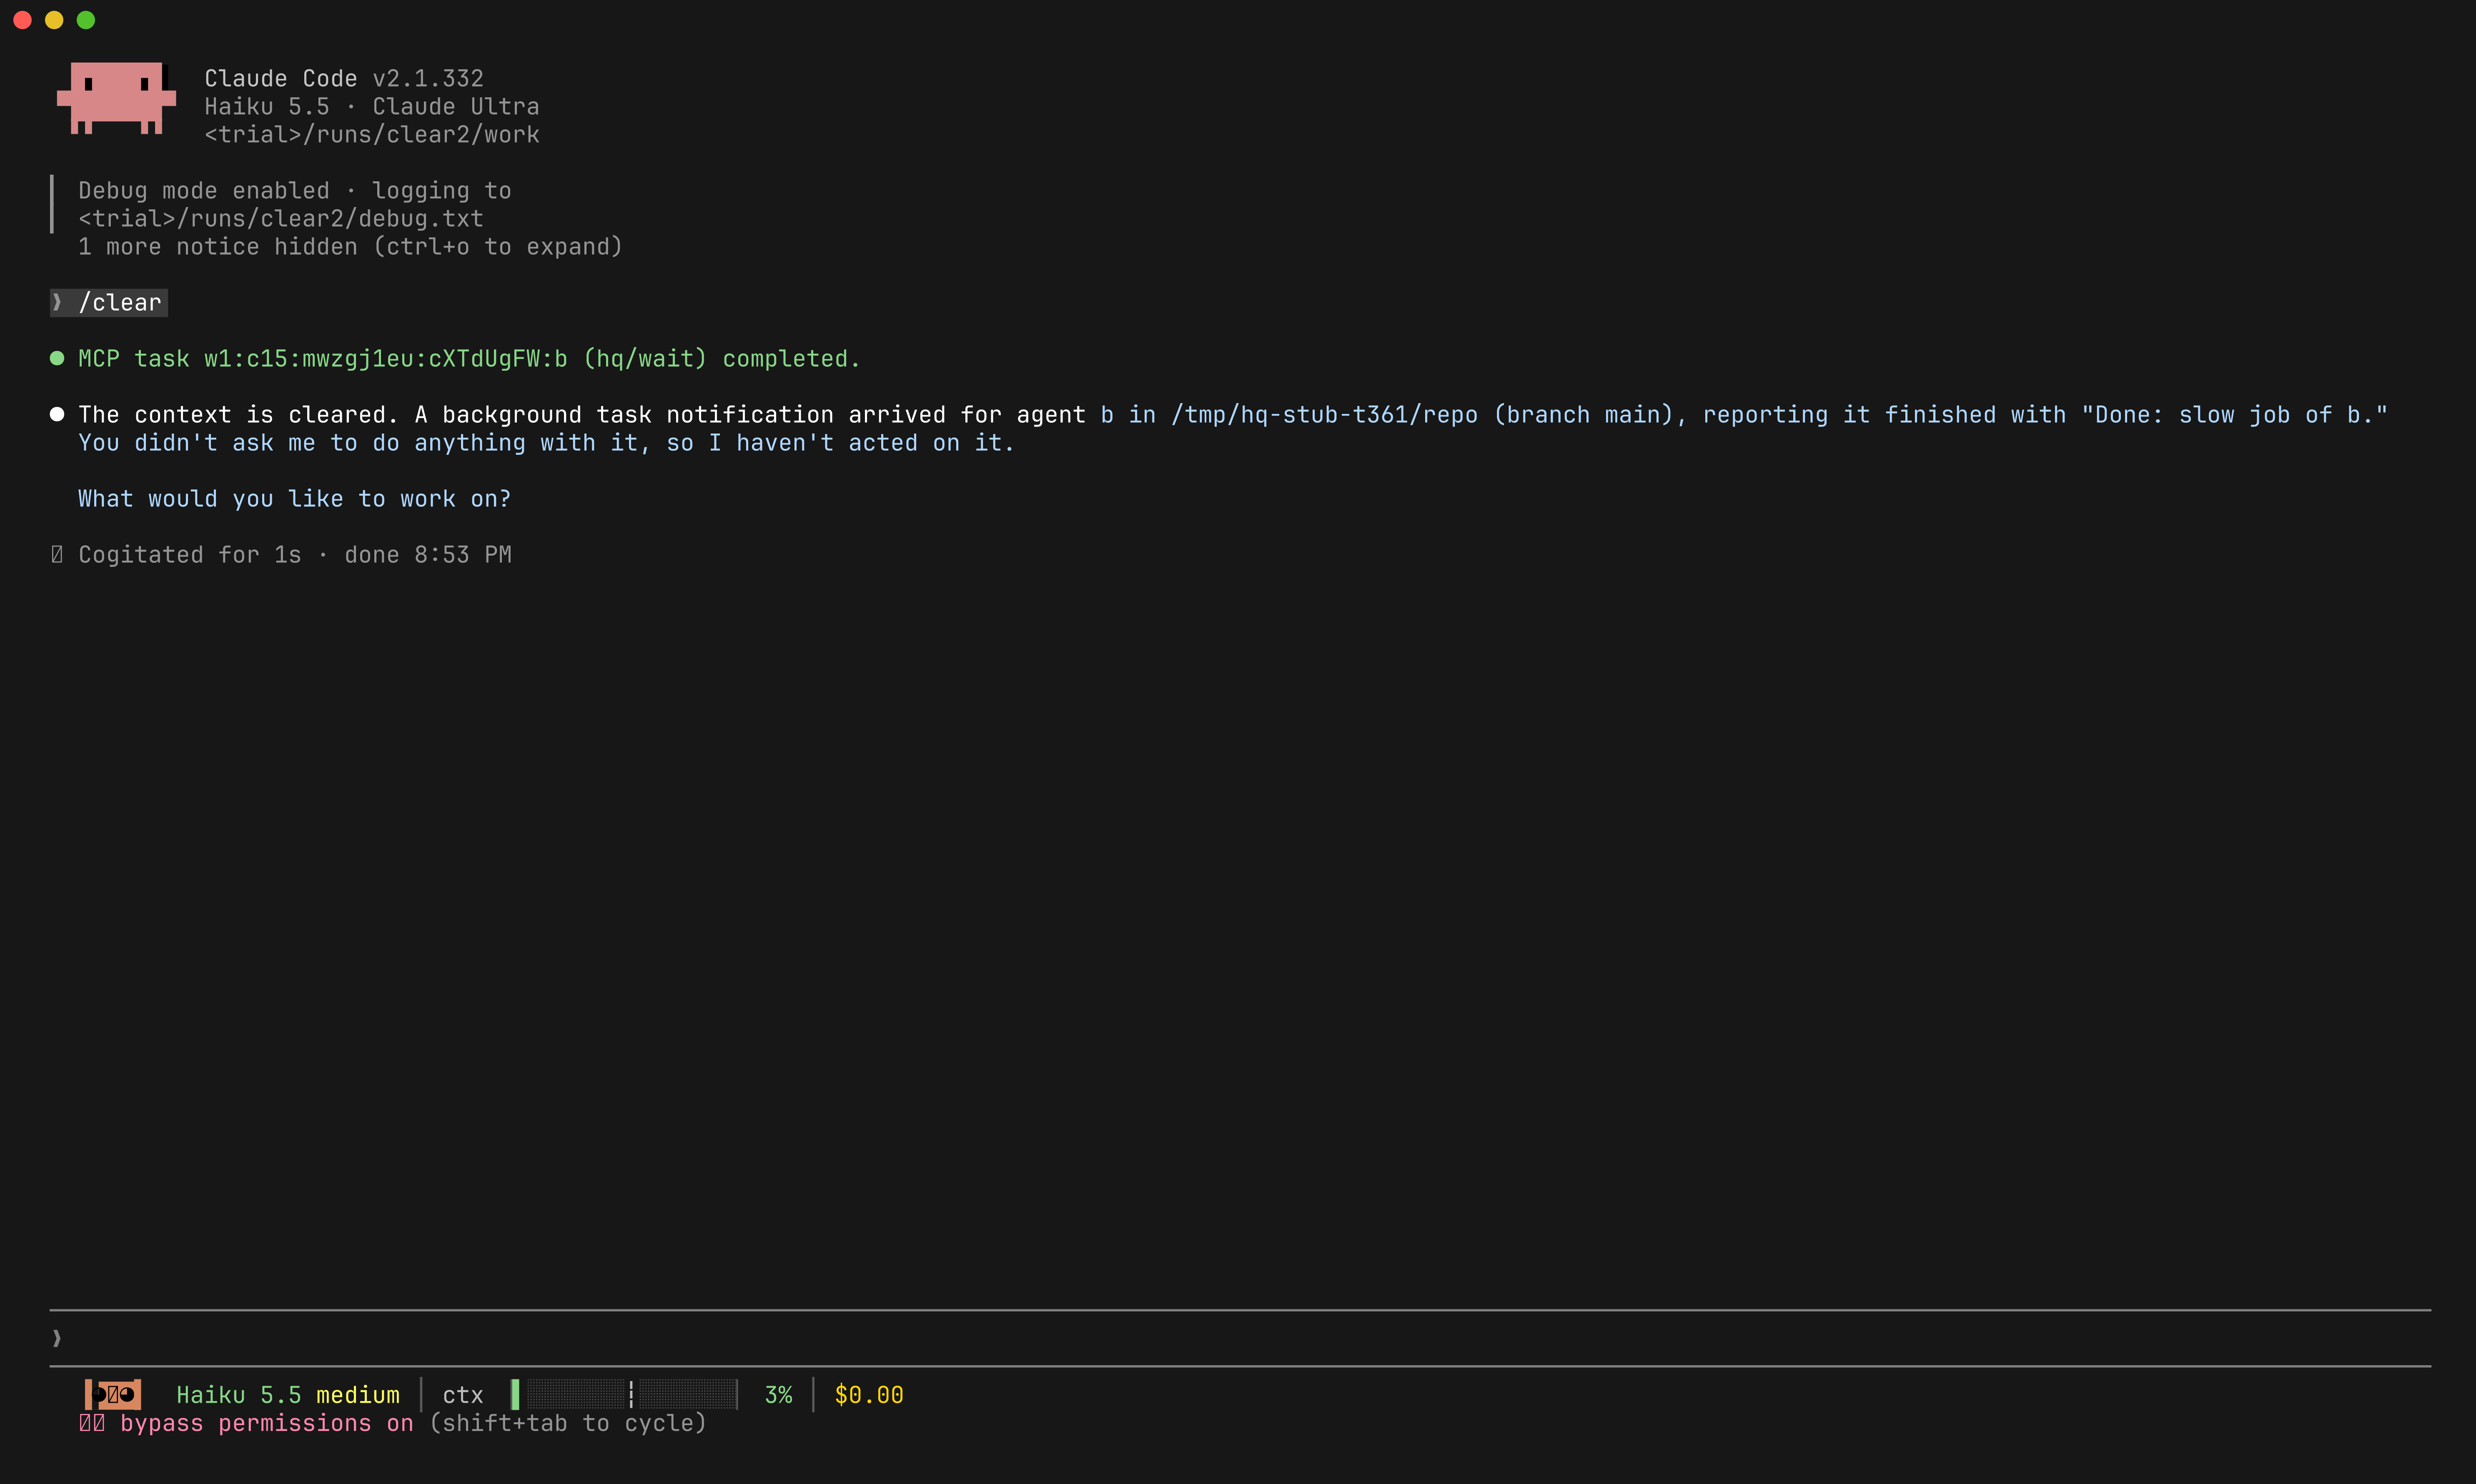 Claude Code v2.1.332
Haiku 5.5 · Claude Ultra
<trial>/runs/clear2/work
Debug mode enabled · logging to
<trial>/runs/clear2/debug.txt
1 more notice hidden (ctrl+o to expand)
❯ /clear
● MCP task w1:c15:mwzgj1eu:cXTdUgFW:b (hq/wait) completed.
● The context is cleared. A background task notification arrived for agent b in /tmp/hq-stub-t361/repo (branch main), reporting it finished with "Done: slow job of b."
You didn't ask me to do anything with it, so I haven't acted on it.
What would you like to work on?
Cogitated for 1s · done 8:53 PM
❯
Haiku 5.5 medium │ ctx 3% │ $0.00
bypass permissions on (shift+tab to cycle)